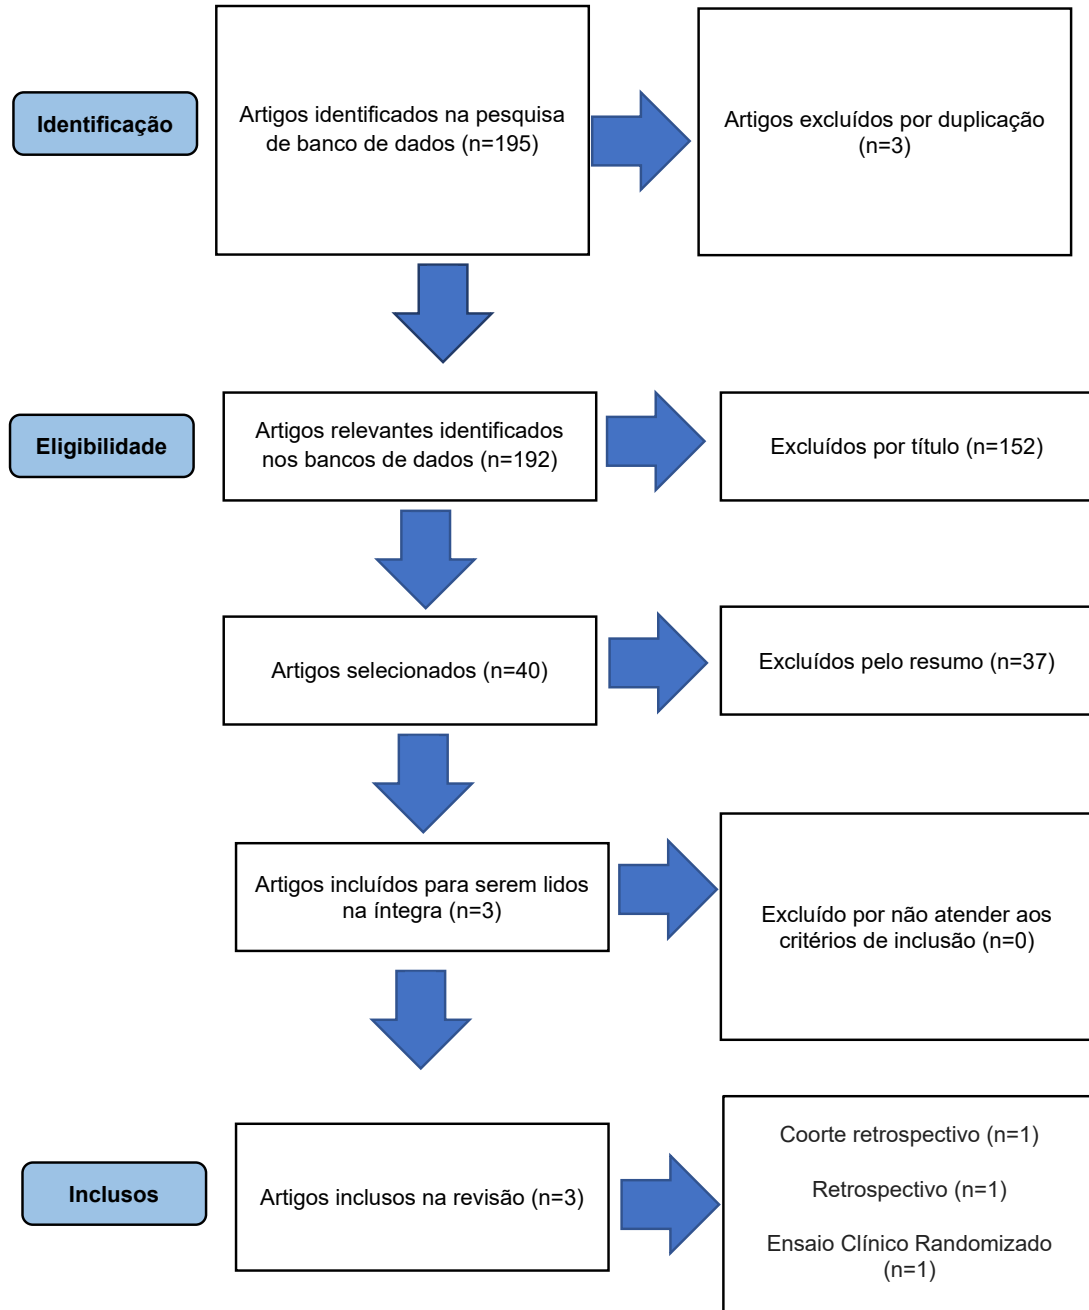 Identificação
Artigos identificados na pesquisa
de banco de dados (n=195)
Artigos excluídos por duplicação
(n=3)
Eligibilidade
Artigos relevantes identificados
nos bancos de dados (n=192)
Excluídos por título (n=152)
Artigos selecionados (n=40)
Excluídos pelo resumo (n=37)
Artigos incluídos para serem lidos
na íntegra (n=3)
Excluído por não atender aos
critérios de inclusão (n=0)
Inclusos
Artigos inclusos na revisão (n=3)
Coorte retrospectivo (n=1)
Retrospectivo (n=1)
Ensaio Clínico Randomizado
(n=1)